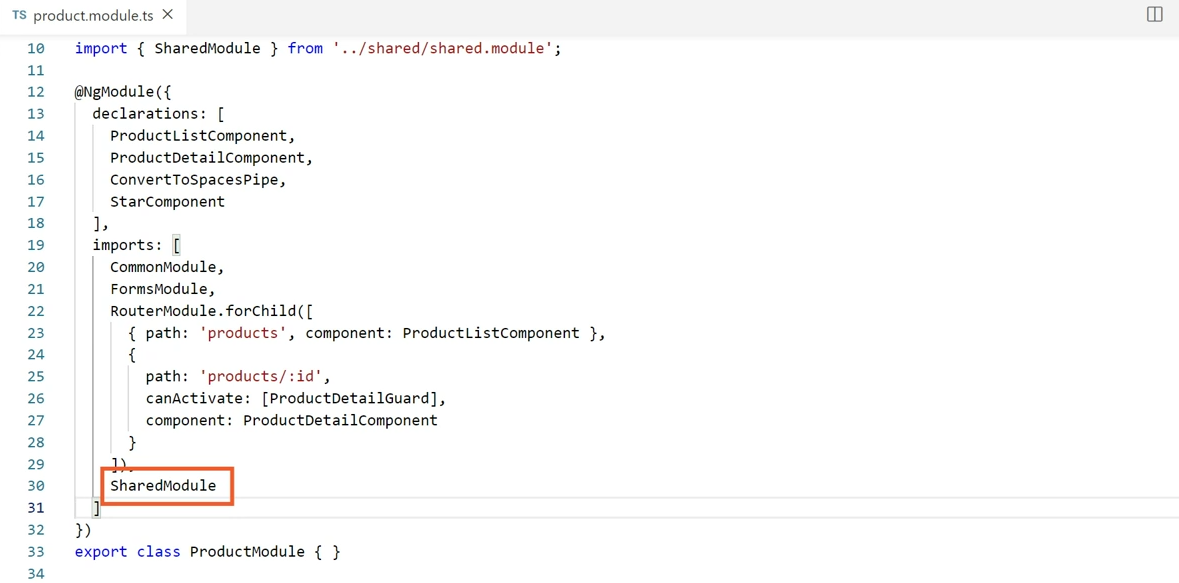 TS product.module.ts ×
10 import { SharedModule } from '../shared/shared.module';
11
12 @NgModule({
13 declarations: [
14 ProductListComponent,
15 ProductDetailComponent,
16 ConvertToSpacesPipe,
17 StarComponent
18 ],
19 imports: [
20 CommonModule,
21 FormsModule,
22 RouterModule.forChild([
23 { path: 'products', component: ProductListComponent },
24 {
25 path: 'products/:id',
26 canActivate: [ProductDetailGuard],
27 component: ProductDetailComponent
28 }
29 ]),
30 SharedModule
31 ]
32 })
33 export class ProductModule { }
34